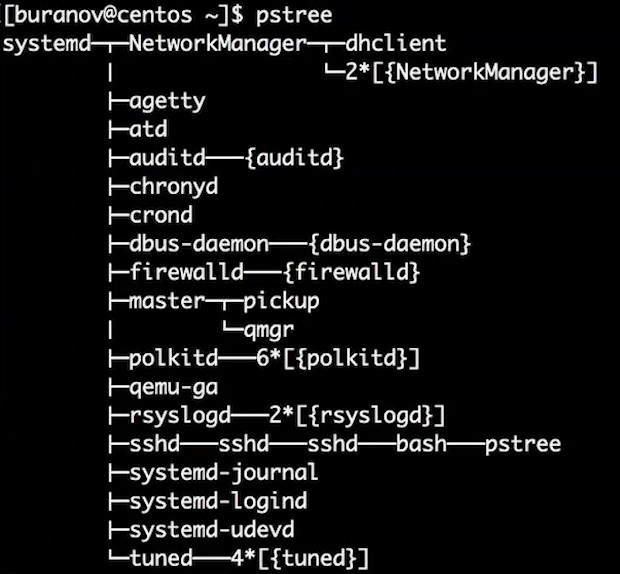 [buranov@centos ~]$ pstree
systemd─┬─NetworkManager─┬─dhclient
        │                └─2*[{NetworkManager}]
        ├─agetty
        ├─atd
        ├─auditd───{auditd}
        ├─chronyd
        ├─crond
        ├─dbus-daemon───{dbus-daemon}
        ├─firewalld───{firewalld}
        ├─master─┬─pickup
        │        └─qmgr
        ├─polkitd───6*[{polkitd}]
        ├─qemu-ga
        ├─rsyslogd───2*[{rsyslogd}]
        ├─sshd───sshd───sshd───bash───pstree
        ├─systemd-journal
        ├─systemd-logind
        ├─systemd-udevd
        └─tuned───4*[{tuned}]